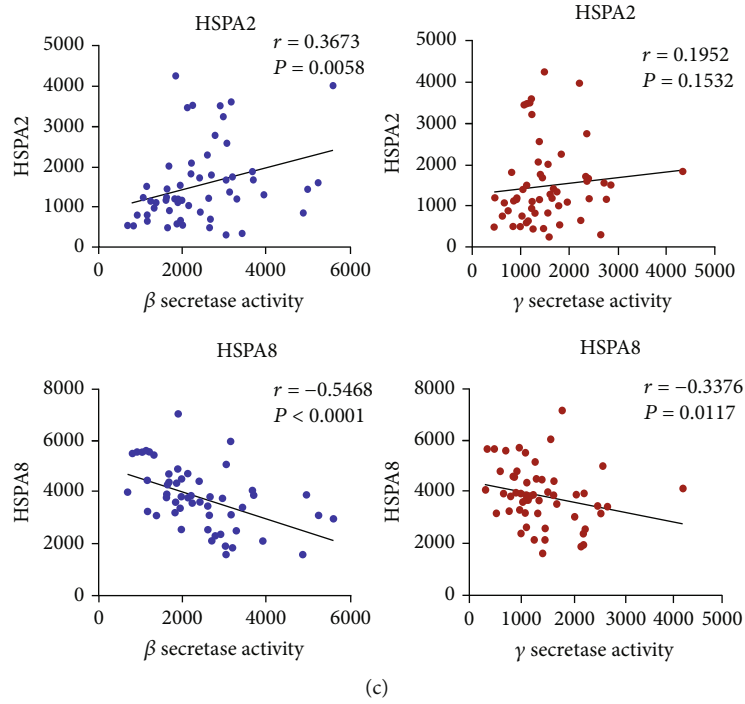 HSPA2
r = 0.3673
P = 0.0058
HSPA2
5000
4000
3000
2000
1000
0
0
2000
4000
6000
β secretase activity
HSPA2
r = 0.1952
P = 0.1532
HSPA2
5000
4000
3000
2000
1000
0
0
1000
2000
3000
4000
5000
γ secretase activity
HSPA8
r = −0.5468
P < 0.0001
HSPA8
8000
6000
4000
2000
0
0
2000
4000
6000
β secretase activity
HSPA8
r = −0.3376
P = 0.0117
HSPA8
8000
6000
4000
2000
0
0
1000
2000
3000
4000
5000
γ secretase activity
(c)